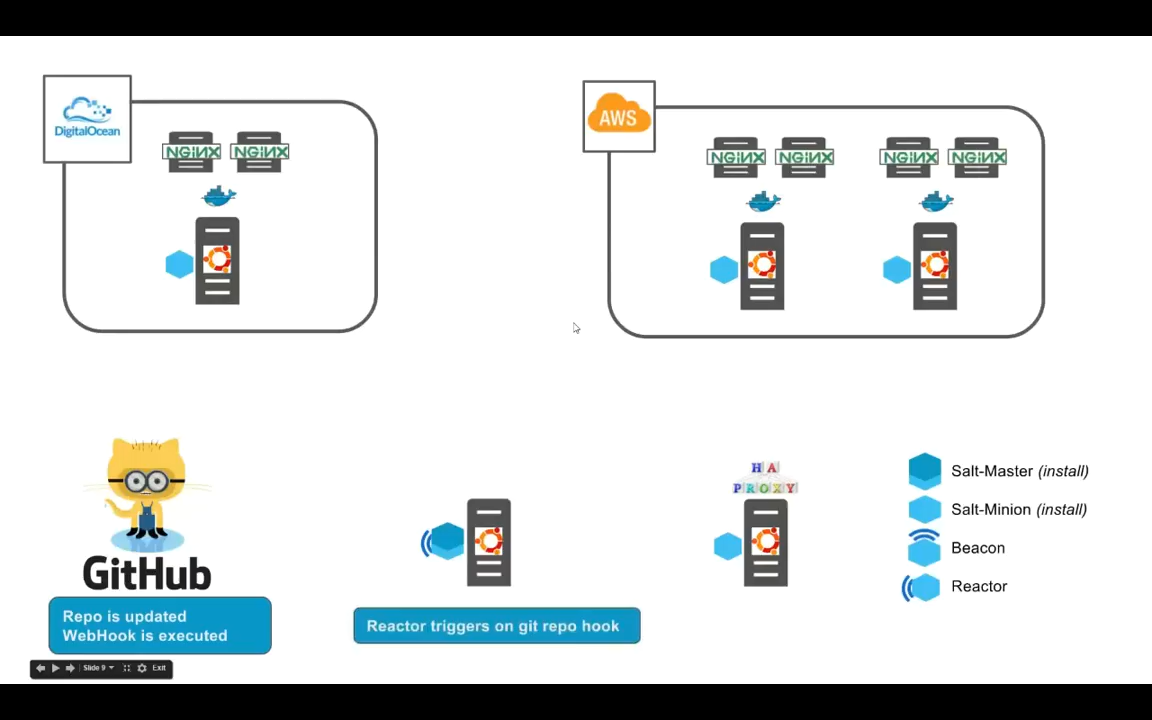 DigitalOcean
NGiNX NGiNX
AWS
NGiNX NGiNX NGiNX NGiNX
GitHub
Repo is updated
WebHook is executed
Reactor triggers on git repo hook
HA
PROXY
Salt-Master (install)
Salt-Minion (install)
Beacon
Reactor
Slide 9 Exit